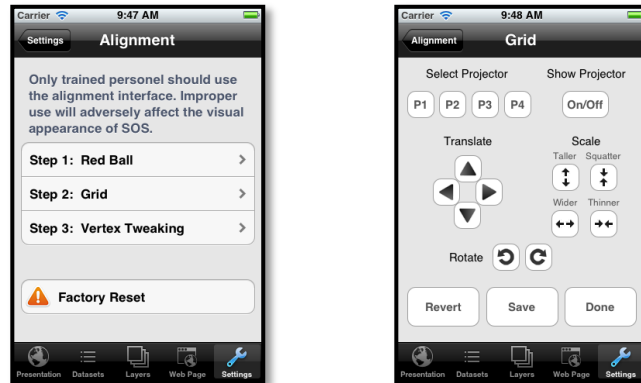 Carrier 9:47 AM
Settings Alignment
Only trained personel should use
the alignment interface. Improper
use will adversely affect the visual
appearance of SOS.
Step 1: Red Ball
Step 2: Grid
Step 3: Vertex Tweaking
Factory Reset
Presentation Datasets Layers Web Page Settings
Carrier 9:48 AM
Alignment Grid
Select Projector Show Projector
P1 P2 P3 P4 On/Off
Translate Scale
Taller Squatter
Wider Thinner
Rotate
Revert Save Done
Presentation Datasets Layers Web Page Settings